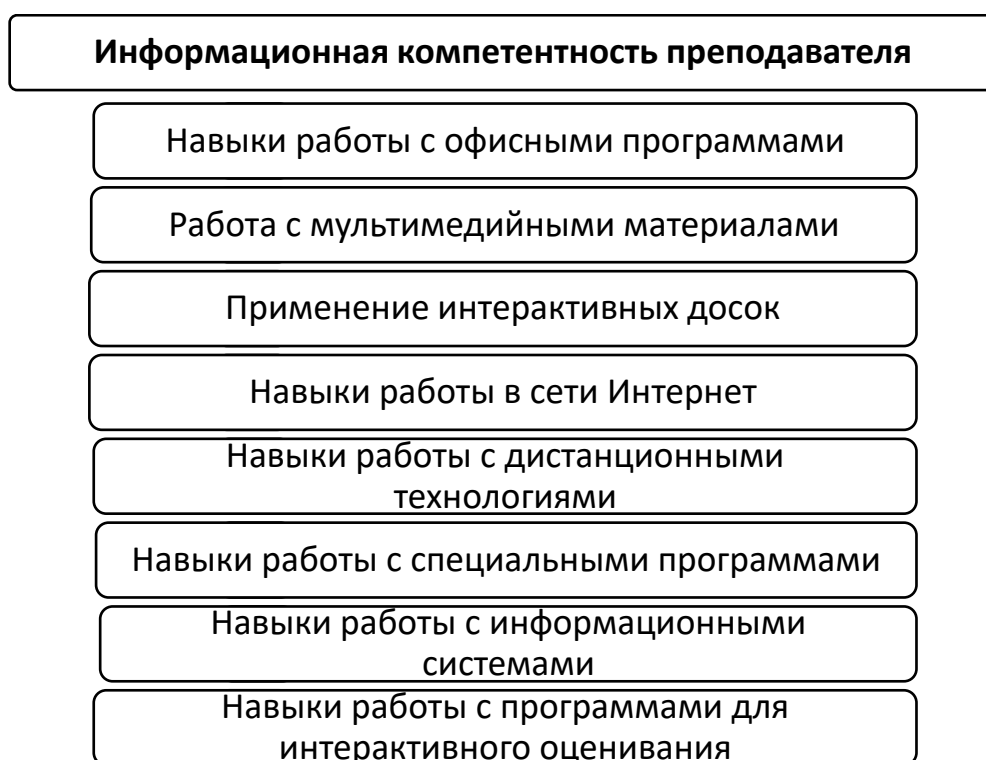 Информационная компетентность преподавателя
Навыки работы с офисными программами
Работа с мультимедийными материалами
Применение интерактивных досок
Навыки работы в сети Интернет
Навыки работы с дистанционными
технологиями
Навыки работы с специальными программами
Навыки работы с информационными
системами
Навыки работы с программами для
интерактивного оценивания